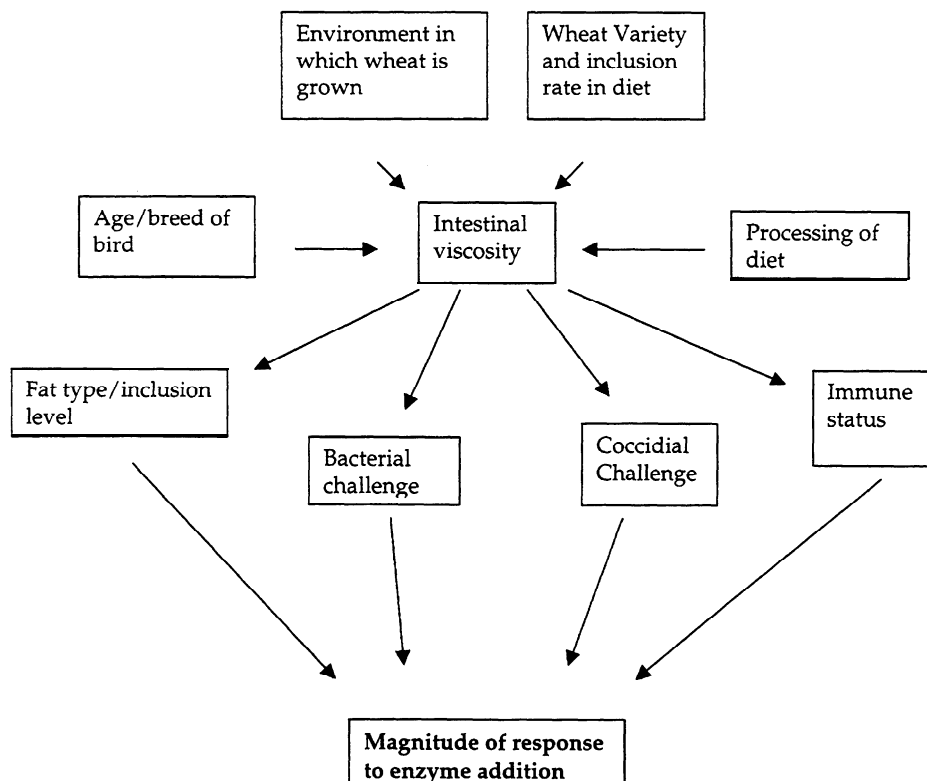 Environment in
which wheat is
grown
Wheat Variety
and inclusion
rate in diet
Age/breed of
bird
Intestinal
viscosity
Processing of
diet
Fat type/inclusion
level
Bacterial
challenge
Coccidial
Challenge
Immune
status
Magnitude of response
to enzyme addition